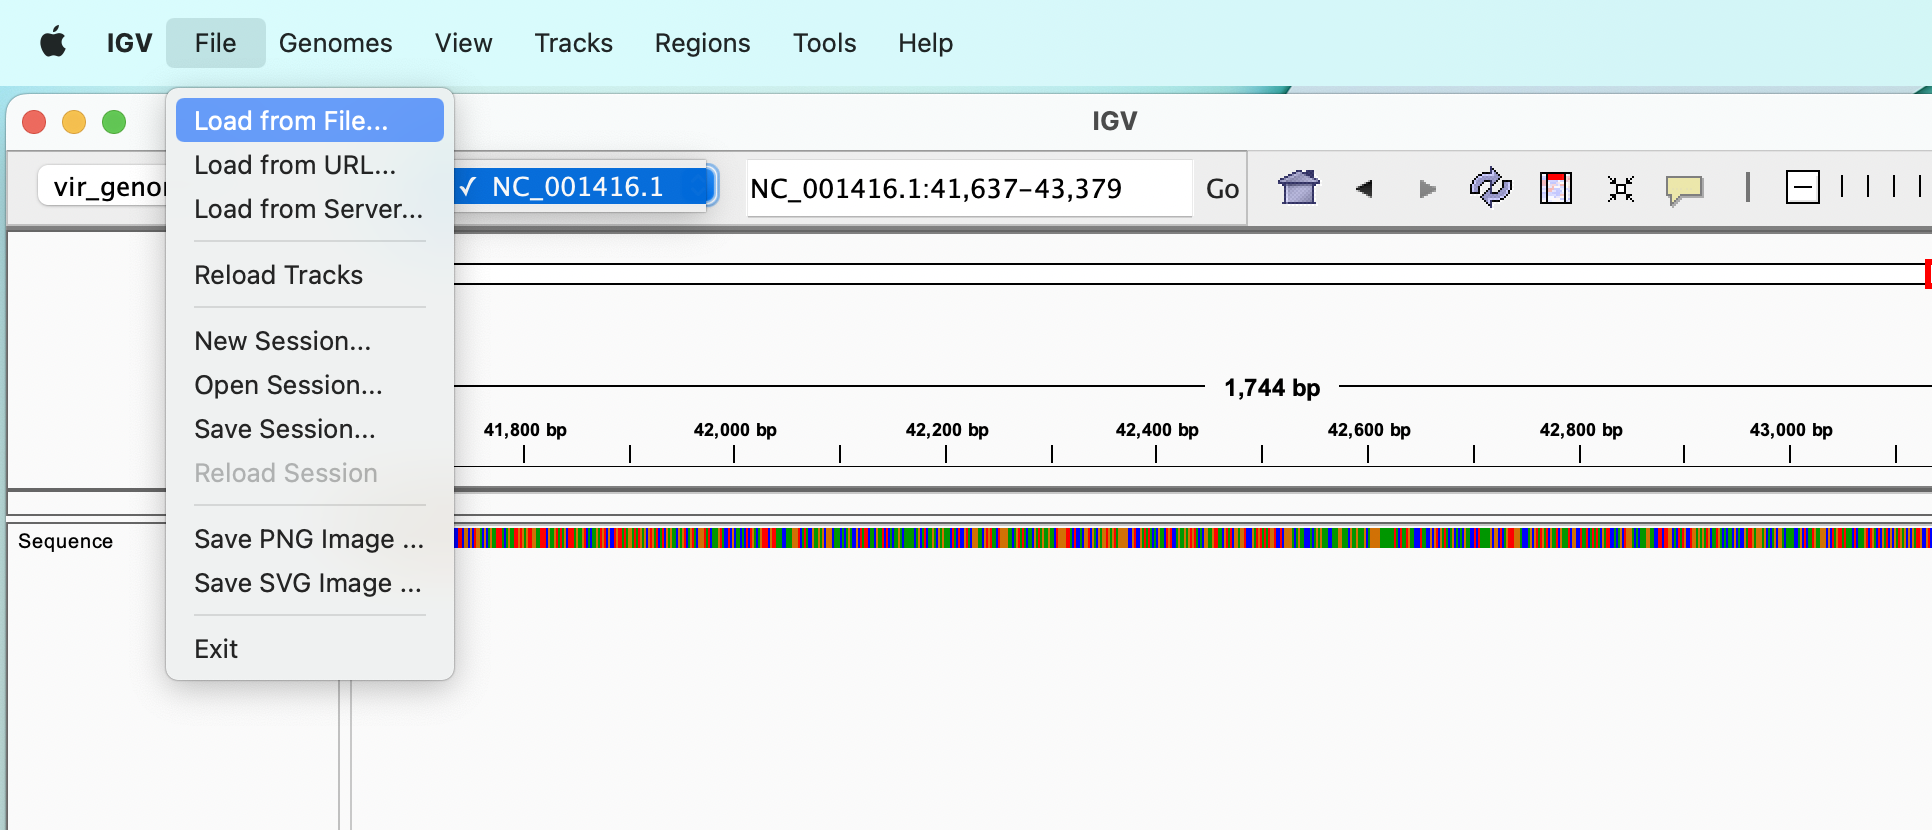 IGV File Genomes View Tracks Regions Tools Help
IGV
Load from File...
Load from URL...
Load from Server...
Reload Tracks
New Session...
Open Session...
Save Session...
Reload Session
Save PNG Image ...
Save SVG Image ...
Exit
✓ NC_001416.1
NC_001416.1:41,637-43,379
Go
1,744 bp
41,800 bp 42,000 bp 42,200 bp 42,400 bp 42,600 bp 42,800 bp 43,000 bp
Sequence